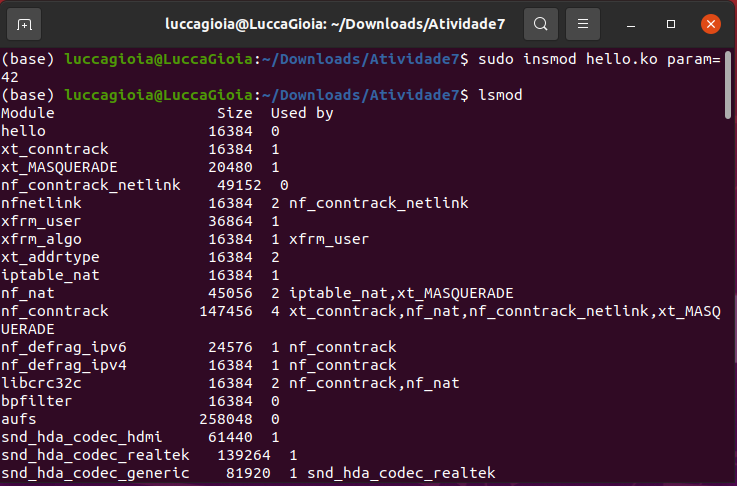 luccagioia@LuccaGioia: ~/Downloads/Atividade7
(base) luccagioia@LuccaGioia:~/Downloads/Atividade7$ sudo insmod hello.ko param=
42
(base) luccagioia@LuccaGioia:~/Downloads/Atividade7$ lsmod
Module                  Size  Used by
hello                  16384  0
xt_conntrack           16384  1
xt_MASQUERADE          20480  1
nf_conntrack_netlink    49152  0
nfnetlink              16384  2 nf_conntrack_netlink
xfrm_user              36864  1
xfrm_algo              16384  1 xfrm_user
xt_addrtype            16384  2
iptable_nat            16384  1
nf_nat                 45056  2 iptable_nat,xt_MASQUERADE
nf_conntrack          147456  4 xt_conntrack,nf_nat,nf_conntrack_netlink,xt_MASQ
UERADE
nf_defrag_ipv6         24576  1 nf_conntrack
nf_defrag_ipv4         16384  1 nf_conntrack
libcrc32c              16384  2 nf_conntrack,nf_nat
bpfilter               16384  0
aufs                  258048  0
snd_hda_codec_hdmi     61440  1
snd_hda_codec_realtek   139264  1
snd_hda_codec_generic    81920  1 snd_hda_codec_realtek